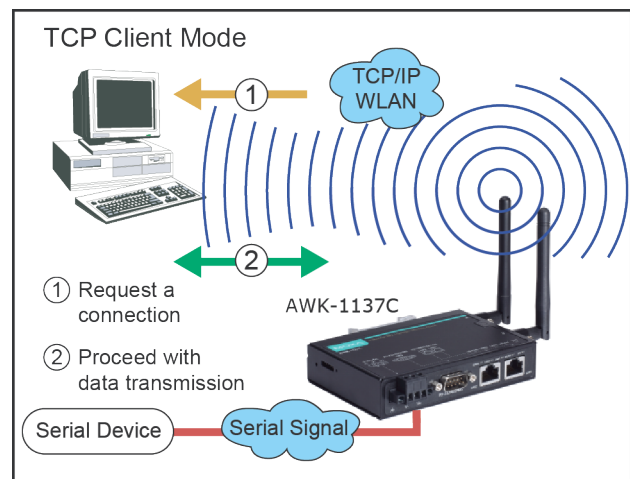 TCP Client Mode
TCP/IP
WLAN
1
2
1 Request a
connection
AWK-1137C
2 Proceed with
data transmission
Serial Device
Serial Signal